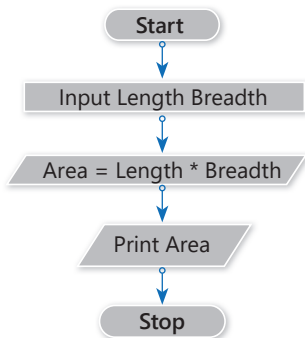 Start
Input Length Breadth
Area = Length * Breadth
Print Area
Stop